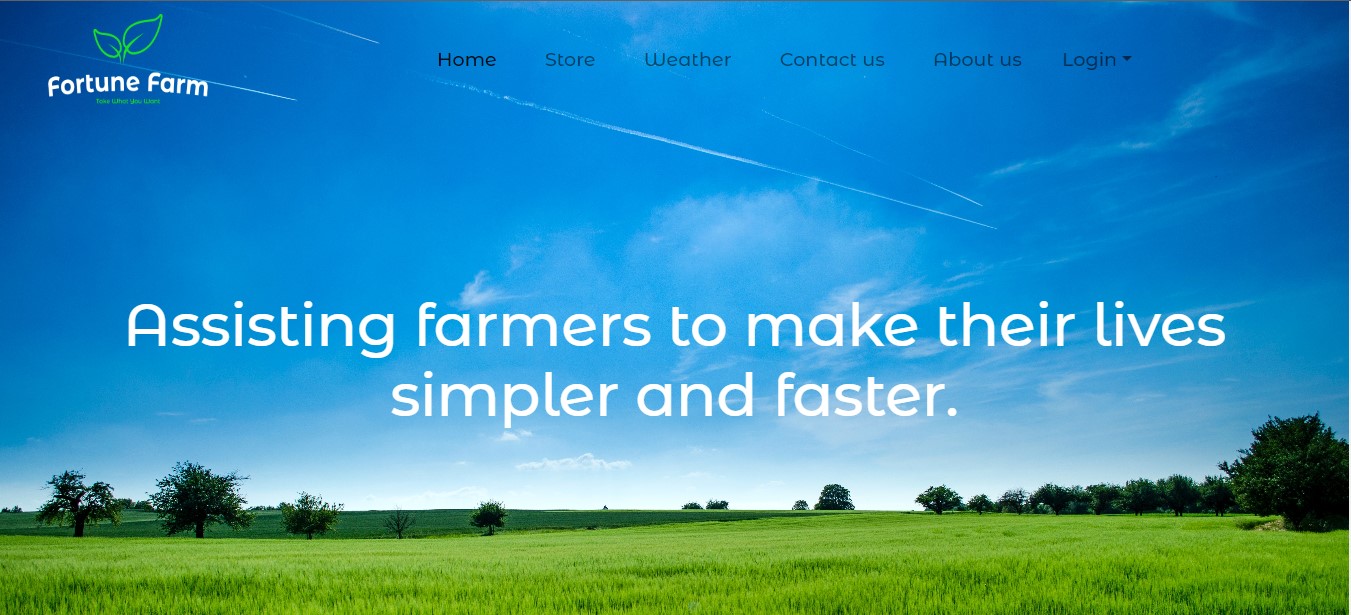 Fortune Farm
Take What You Want
Home Store Weather Contact us About us Login
Assisting farmers to make their lives
simpler and faster.